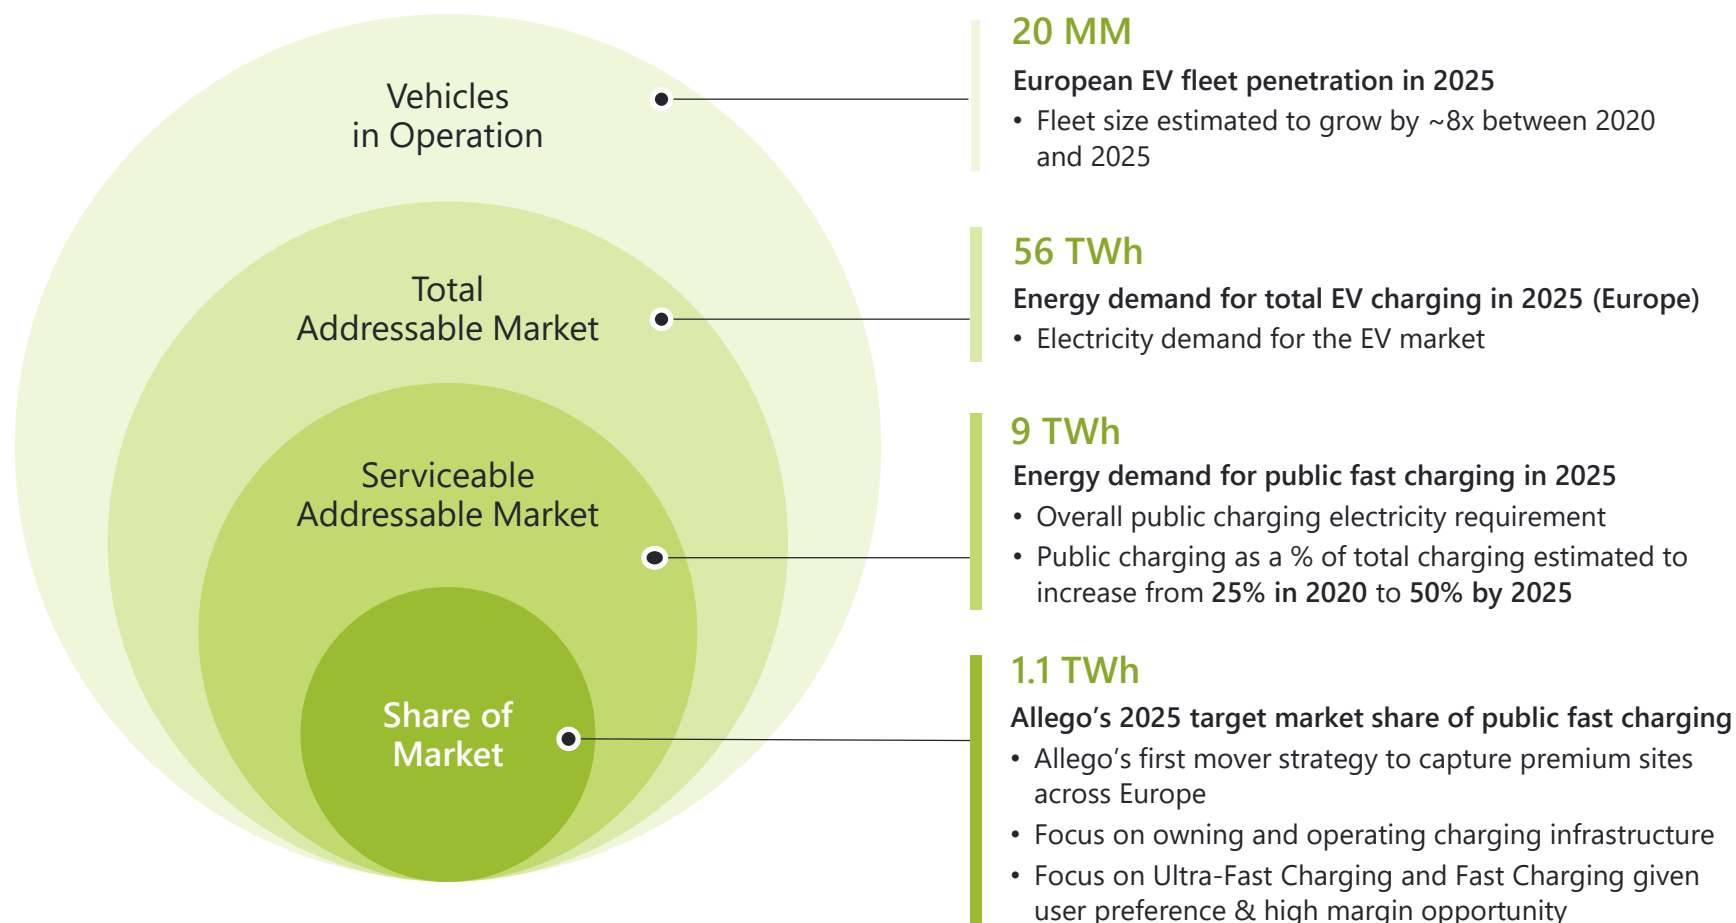 Vehicles
in Operation
Total
Addressable Market
Serviceable
Addressable Market
Share of
Market
20 MM
European EV fleet penetration in 2025
• Fleet size estimated to grow by ~8x between 2020
and 2025
56 TWh
Energy demand for total EV charging in 2025 (Europe)
• Electricity demand for the EV market
9 TWh
Energy demand for public fast charging in 2025
• Overall public charging electricity requirement
• Public charging as a % of total charging estimated to
increase from 25% in 2020 to 50% by 2025
1.1 TWh
Allego’s 2025 target market share of public fast charging
• Allego’s first mover strategy to capture premium sites
across Europe
• Focus on owning and operating charging infrastructure
• Focus on Ultra-Fast Charging and Fast Charging given
user preference & high margin opportunity